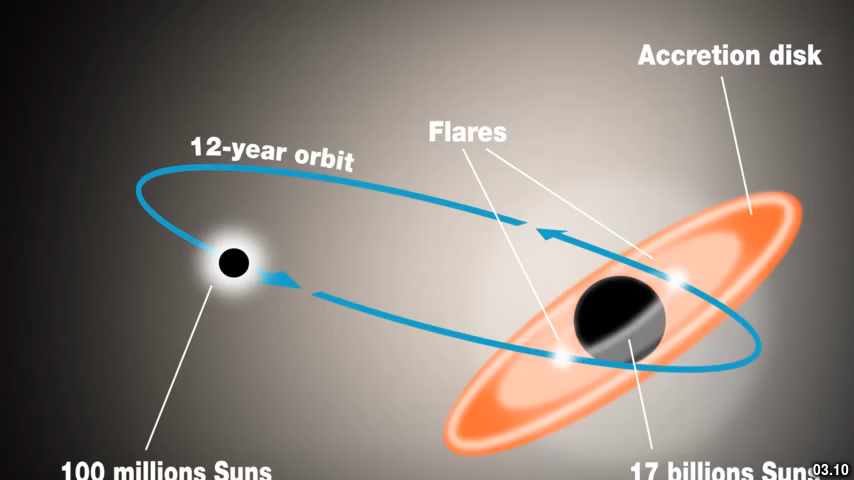 Accretion disk
Flares
12-year orbit
100 millions Suns
17 billions Suns
03.10